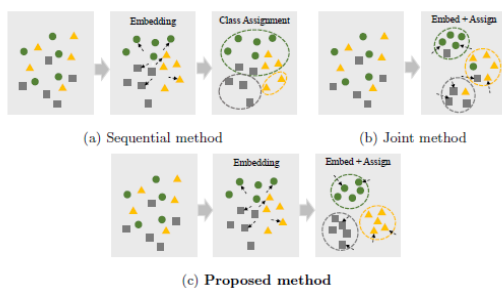 Embedding Class Assignment Embed + Assign
(a) Sequential method (b) Joint method
Embedding Embed + Assign
(c) Proposed method